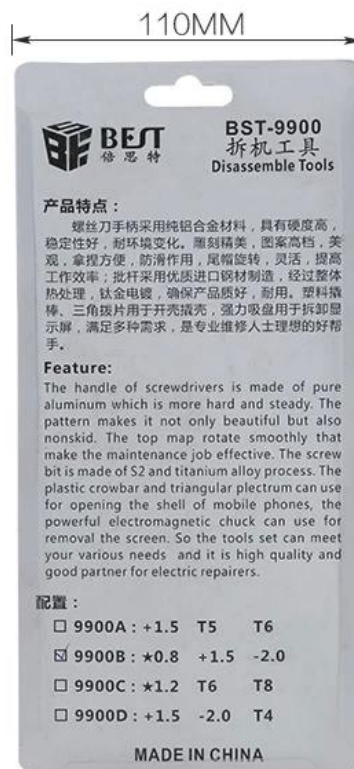 110MM
BEST
倍思特
BST-9900
拆机工具
Disassemble Tools
产品特点：
螺丝刀手柄采用纯铝合金材料，具有硬度高，
稳定性好，耐环境变化。雕刻精美，图案高档，美
观，拿捏方便，防滑作用，尾帽旋转，灵活，提高
工作效率；批杆采用优质进口钢材制造，经过整体
热处理，钛金电镀，确保产品质好，耐用。塑料撬
棒、三角拨片用于开壳撬壳，强力吸盘用于拆卸显
示屏，满足多种需求，是专业维修人士理想的好帮
手。
Feature:
The handle of screwdrivers is made of pure
aluminum which is more hard and steady. The
pattern makes it not only beautiful but also
nonskid. The top map rotate smoothly that
make the maintenance job effective. The screw
bit is made of S2 and titanium alloy process. The
plastic crowbar and triangular plectrum can use
for opening the shell of mobile phones, the
powerful electromagnetic chuck can use for
removal the screen. So the tools set can meet
your various needs and it is high quality and
good partner for electric repairers.
配置：
☐ 9900A : +1.5 T5 T6
☑ 9900B : ★0.8 +1.5 -2.0
☐ 9900C : ★1.2 T6 T8
☐ 9900D : +1.5 -2.0 T4
MADE IN CHINA